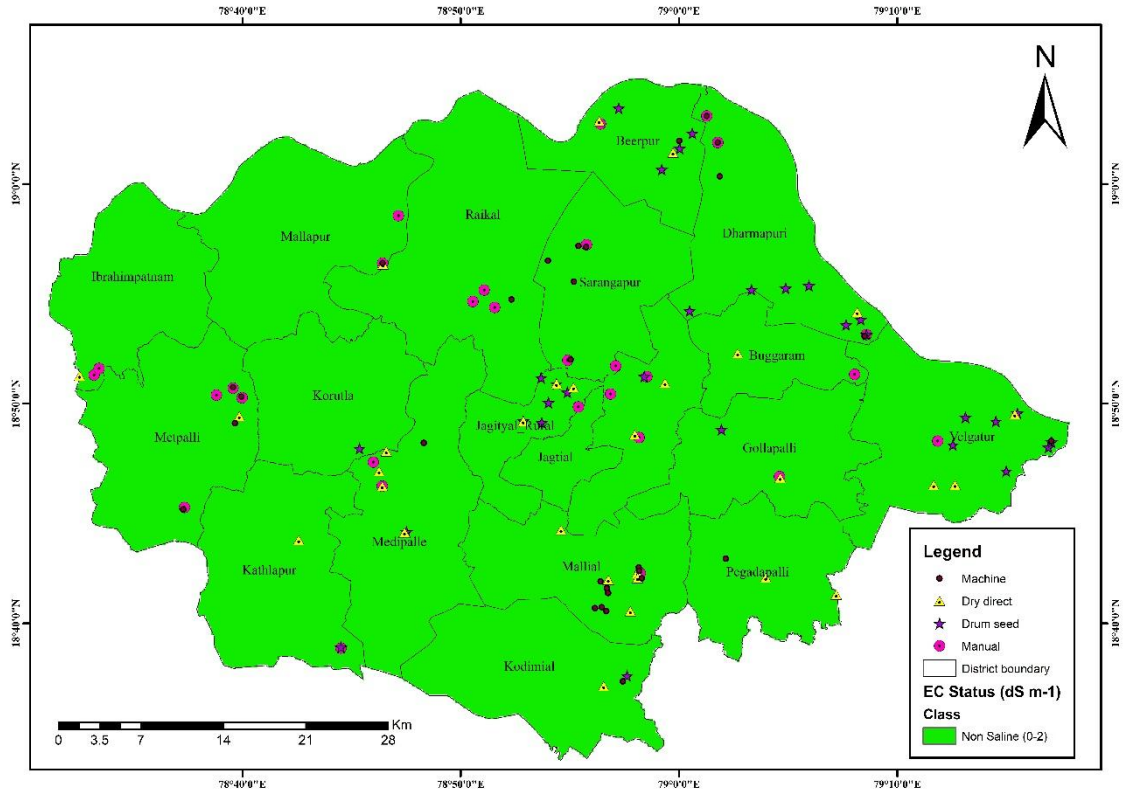 78°40'0"E 78°50'0"E 79°0'0"E 79°10'0"E
N
Beerpur
19°0'0"N 19°0'0"N
Raikal
Mallapur
Dharmapuri
Ibrahimpatnam
Sarangapur
Buggaram
Korutla
18°50'0"N 18°50'0"N
Jagityal_Rural
Metpalli
Velgatur
Gollapalli
Jagtial
Medipalle
Mallial
Pegadapalli
Kathlapur
18°40'0"N 18°40'0"N
Kodimial
Legend
Machine
Dry direct
Drum seed
Manual
District boundary
EC Status (dS m-1)
Class
Non Saline (0-2)
Km
0 3.5 7 14 21 28
78°40'0"E 78°50'0"E 79°0'0"E 79°10'0"E